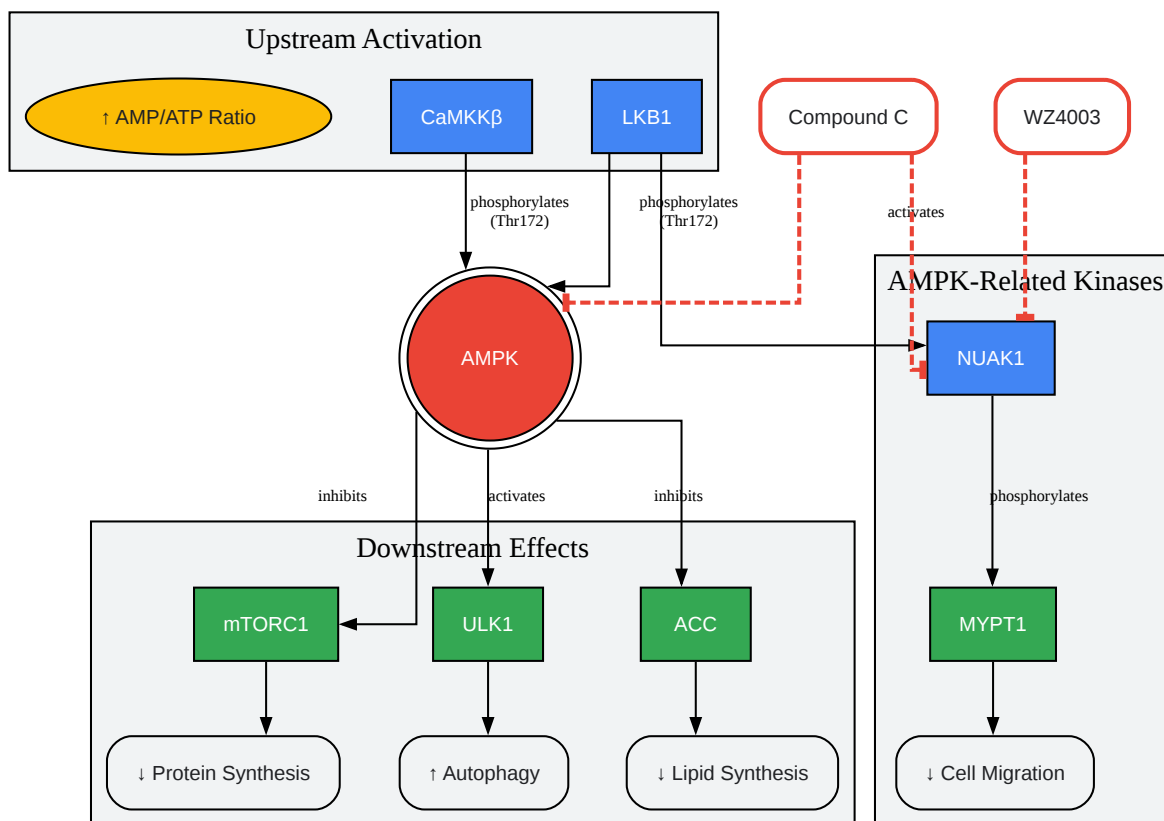 Upstream Activation
↑ AMP/ATP Ratio
CaMKKβ
LKB1
Compound C
WZ4003
phosphorylates
(Thr172)
phosphorylates
(Thr172)
activates
AMPK-Related Kinases
AMPK
NUAK1
inhibits
activates
inhibits
phosphorylates
Downstream Effects
mTORC1
ULK1
ACC
MYPT1
↓ Protein Synthesis
↑ Autophagy
↓ Lipid Synthesis
↓ Cell Migration